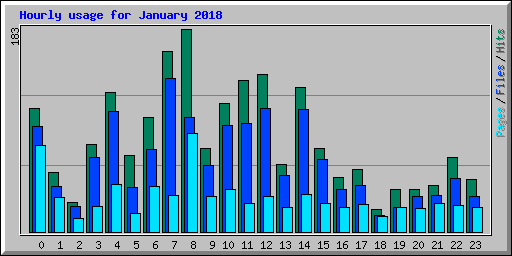 Hourly usage for January 2018
183
Pages/Files/Hits
0 1 2 3 4 5 6 7 8 9 10 11 12 13 14 15 16 17 18 19 20 21 22 23